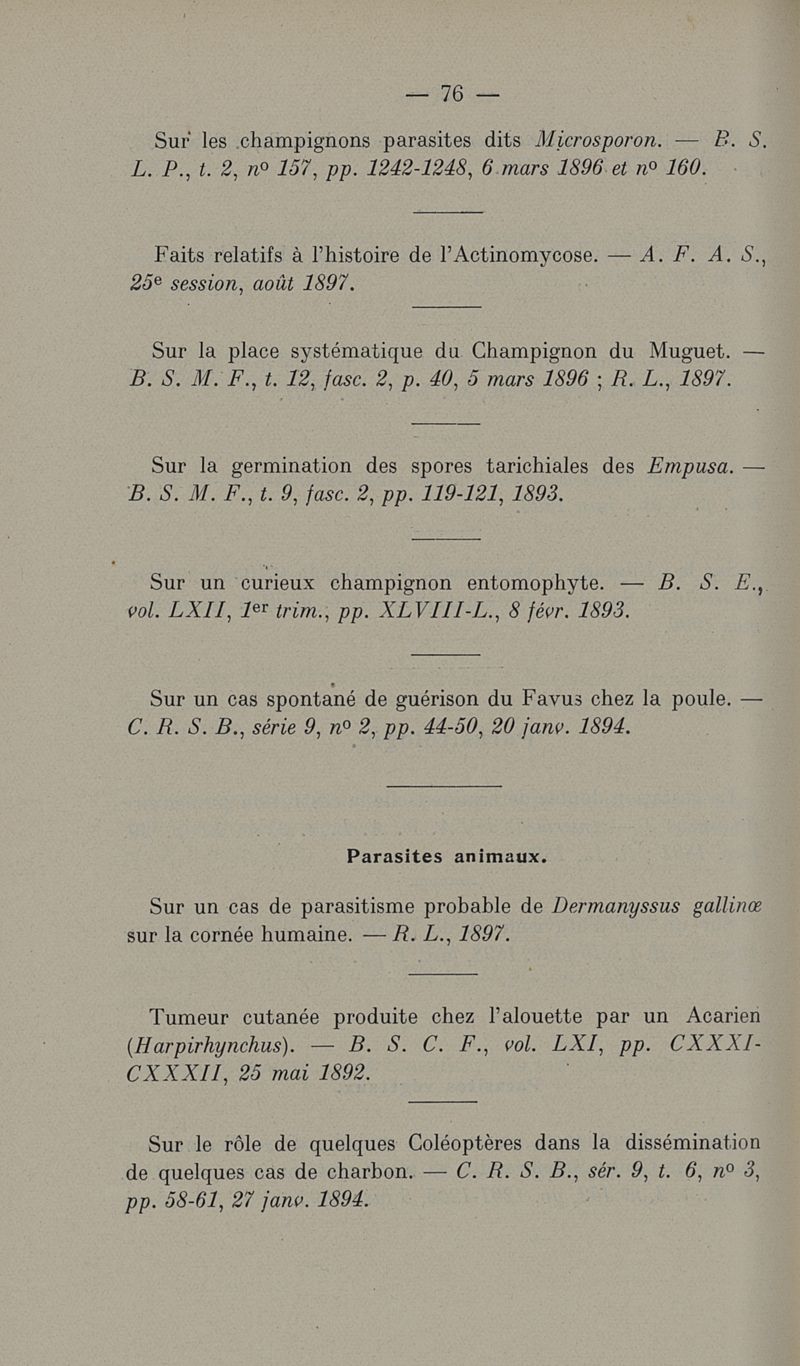 — 76 —
Sur les champignons parasites dits Microsporon. — B. S.
L. P., t. 2, nº 157, pp. 1242-1248, 6 mars 1896 et nº 160.
Faits relatifs à l'histoire de l'Actinomycose. — A. F. A. S.,
25e session, août 1897.
Sur la place systématique du Champignon du Muguet. —
B. S. M. F., t. 12, fasc. 2, p. 40, 5 mars 1896 ; R. L., 1897.
Sur la germination des spores tarichiales des Empusa. —
B. S. M. F., t. 9, fasc. 2, pp. 119-121, 1893.
Sur un curieux champignon entomophyte. — B. S. E.,
vol. LXII, 1er trim., pp. XLVIII-L., 8 févr. 1893.
Sur un cas spontané de guérison du Favus chez la poule. —
C. R. S. B., série 9, nº 2, pp. 44-50, 20 janv. 1894.
Parasites animaux.
Sur un cas de parasitisme probable de Dermanyssus gallinœ
sur la cornée humaine. — R. L., 1897.
Tumeur cutanée produite chez l'alouette par un Acarien
(Harpirhynchus). — B. S. C. F., vol. LXI, pp. CXXXI-
CXXXII, 25 mai 1892.
Sur le rôle de quelques Coléoptères dans la dissémination
de quelques cas de charbon. — C. R. S. B., sér. 9, t. 6, nº 3,
pp. 58-61, 27 janv. 1894.